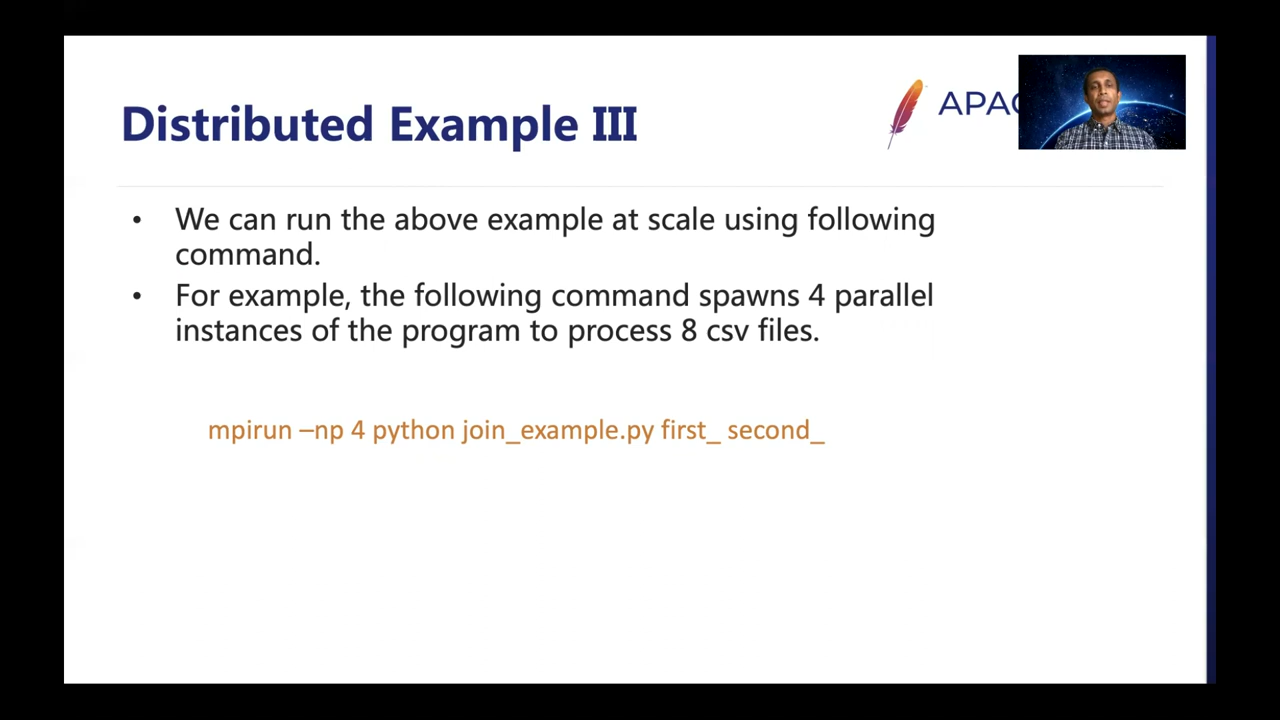 Distributed Example III
APAC
• We can run the above example at scale using following
command.
• For example, the following command spawns 4 parallel
instances of the program to process 8 csv files.
mpirun –np 4 python join_example.py first_ second_